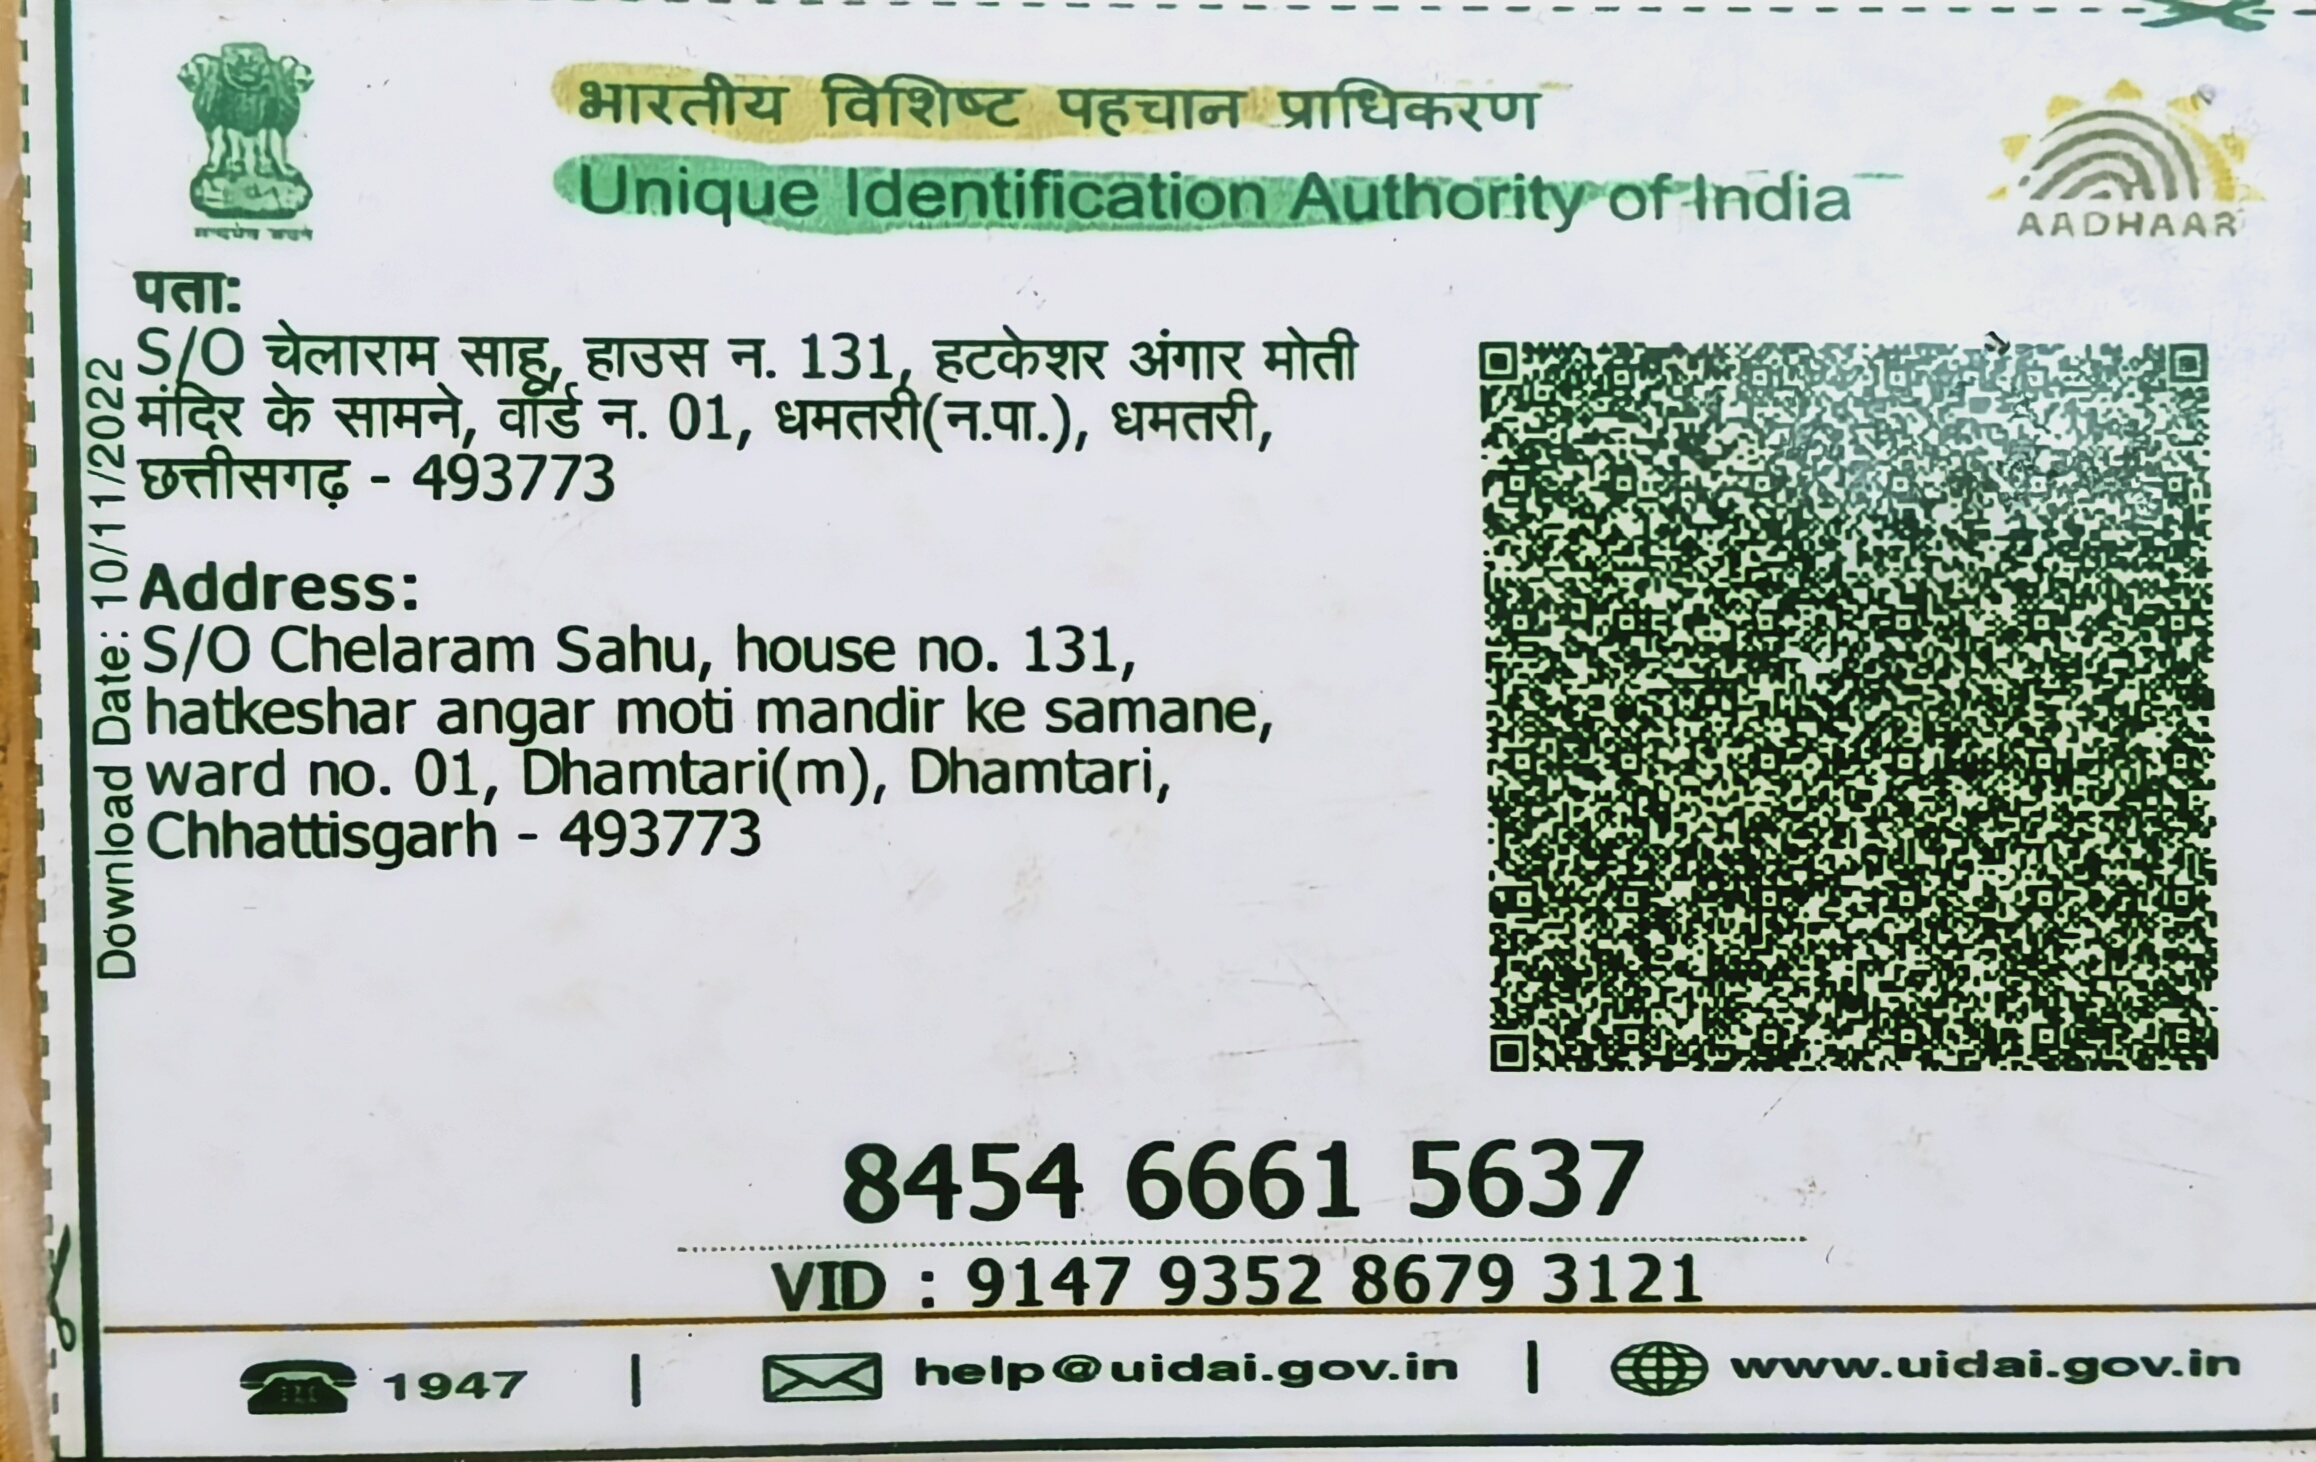 भारतीय विशिष्ट पहचान प्राधिकरण
Unique Identification Authority of India
AADHAAR
पता:
S/O चेलाराम साहू, हाउस न. 131, हटकेशर अंगार मोती
मंदिर के सामने, वॉर्ड न. 01, धमतरी(न.पा.), धमतरी,
छत्तीसगढ़ - 493773
Address:
S/O Chelaram Sahu, house no. 131,
hatkeshar angar moti mandir ke samane,
ward no. 01, Dhamtari(m), Dhamtari,
Chhattisgarh - 493773
Download Date: 10/11/2022
8454 6661 5637
VID : 9147 9352 8679 3121
1947 | help@uidai.gov.in | www.uidai.gov.in